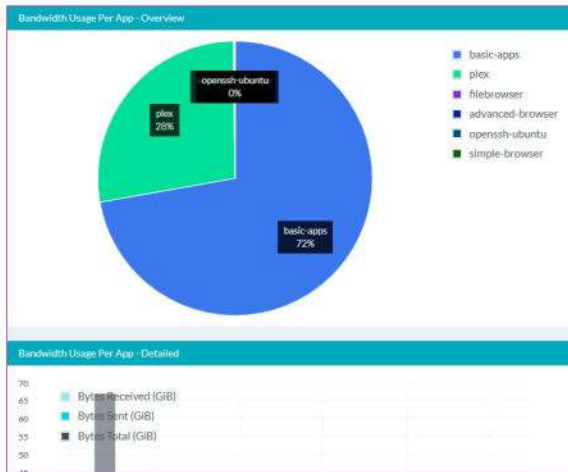 Bandwidth Usage Per App - Overview
openssh-ubuntu
0%
plex
28%
basic-apps
72%
basic-apps
plex
filebrowser
advanced-browser
openssh-ubuntu
simple-browser
Bandwidth Usage Per App - Detailed
70
65
60
55
50
Bytes Received (GiB)
Bytes Sent (GiB)
Bytes Total (GiB)